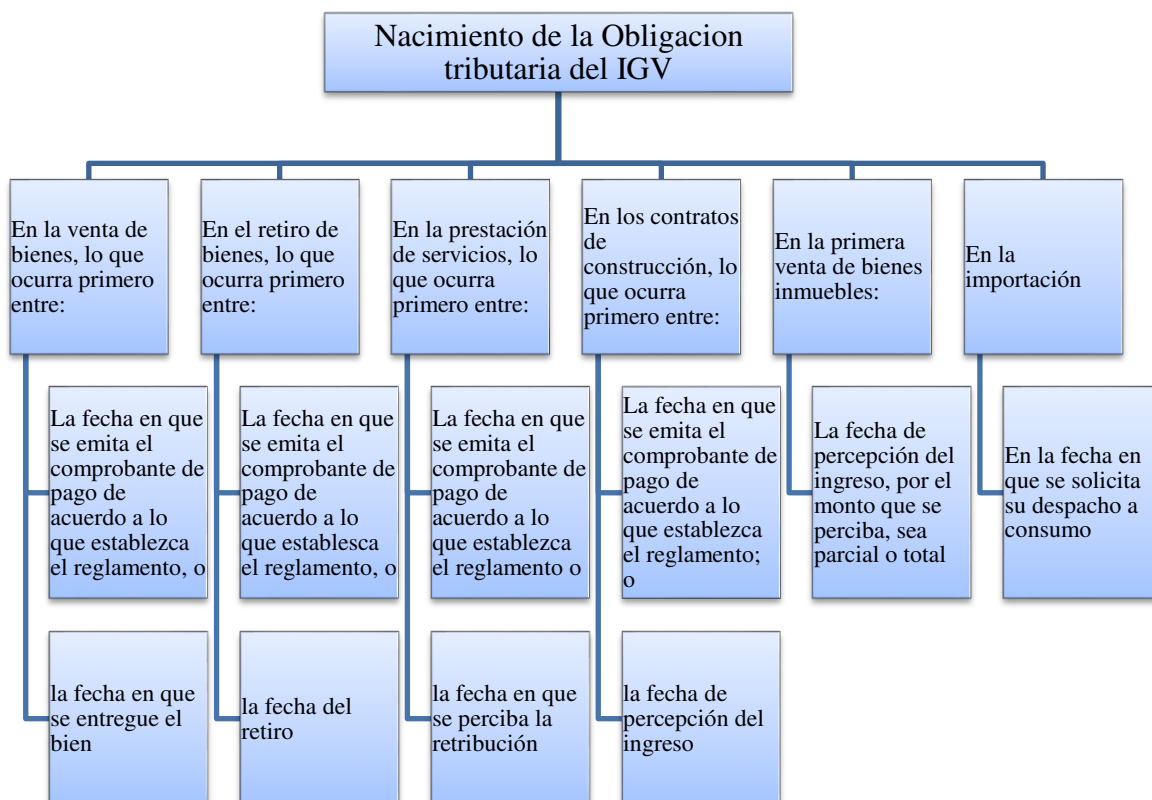 Nacimiento de la Obligacion
tributaria del IGV
En la venta de
bienes, lo que
ocurra primero
entre:
La fecha en que
se emita el
comprobante de
pago de
acuerdo a lo
que establezca
el reglamento, o
la fecha en que
se entregue el
bien
En el retiro de
bienes, lo que
ocurra primero
entre:
La fecha en que
se emita el
comprobante de
pago de
acuerdo a lo
que establesca
el reglamento, o
la fecha del
retiro
En la prestación
de servicios, lo
que ocurra
primero entre:
La fecha en que
se emita el
comprobante de
pago de
acuerdo a lo
que establezca
el reglamento o
la fecha en que
se perciba la
retribución
En los contratos
de
construcción, lo
que ocurra
primero entre:
La fecha en que
se emita el
comprobante de
pago de
acuerdo a lo
que establezca
el reglamento;
o
la fecha de
percepción del
ingreso
En la primera
venta de bienes
inmuebles:
La fecha de
percepción del
ingreso, por el
monto que se
perciba, sea
parcial o total
En la
importación
En la fecha en
que se solicita
su despacho a
consumo